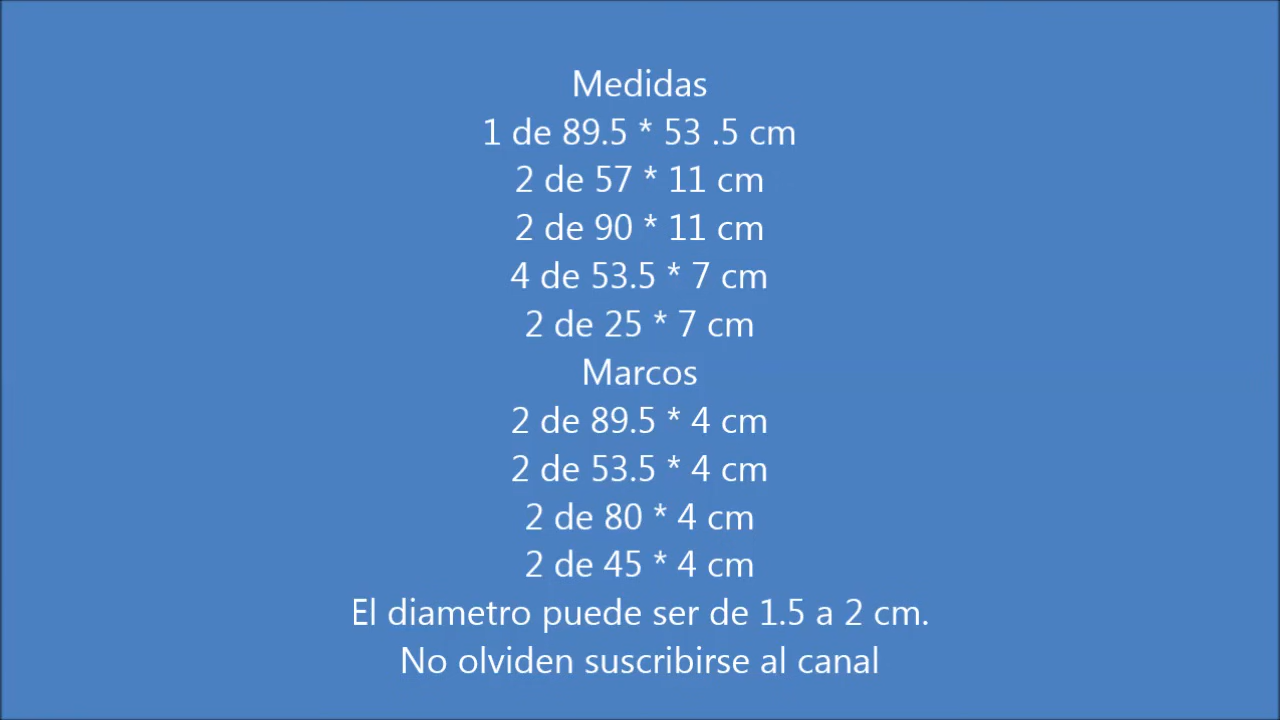 Medidas
1 de 89.5 * 53 .5 cm
2 de 57 * 11 cm
2 de 90 * 11 cm
4 de 53.5 * 7 cm
2 de 25 * 7 cm
Marcos
2 de 89.5 * 4 cm
2 de 53.5 * 4 cm
2 de 80 * 4 cm
2 de 45 * 4 cm
El diametro puede ser de 1.5 a 2 cm.
No olviden suscribirse al canal